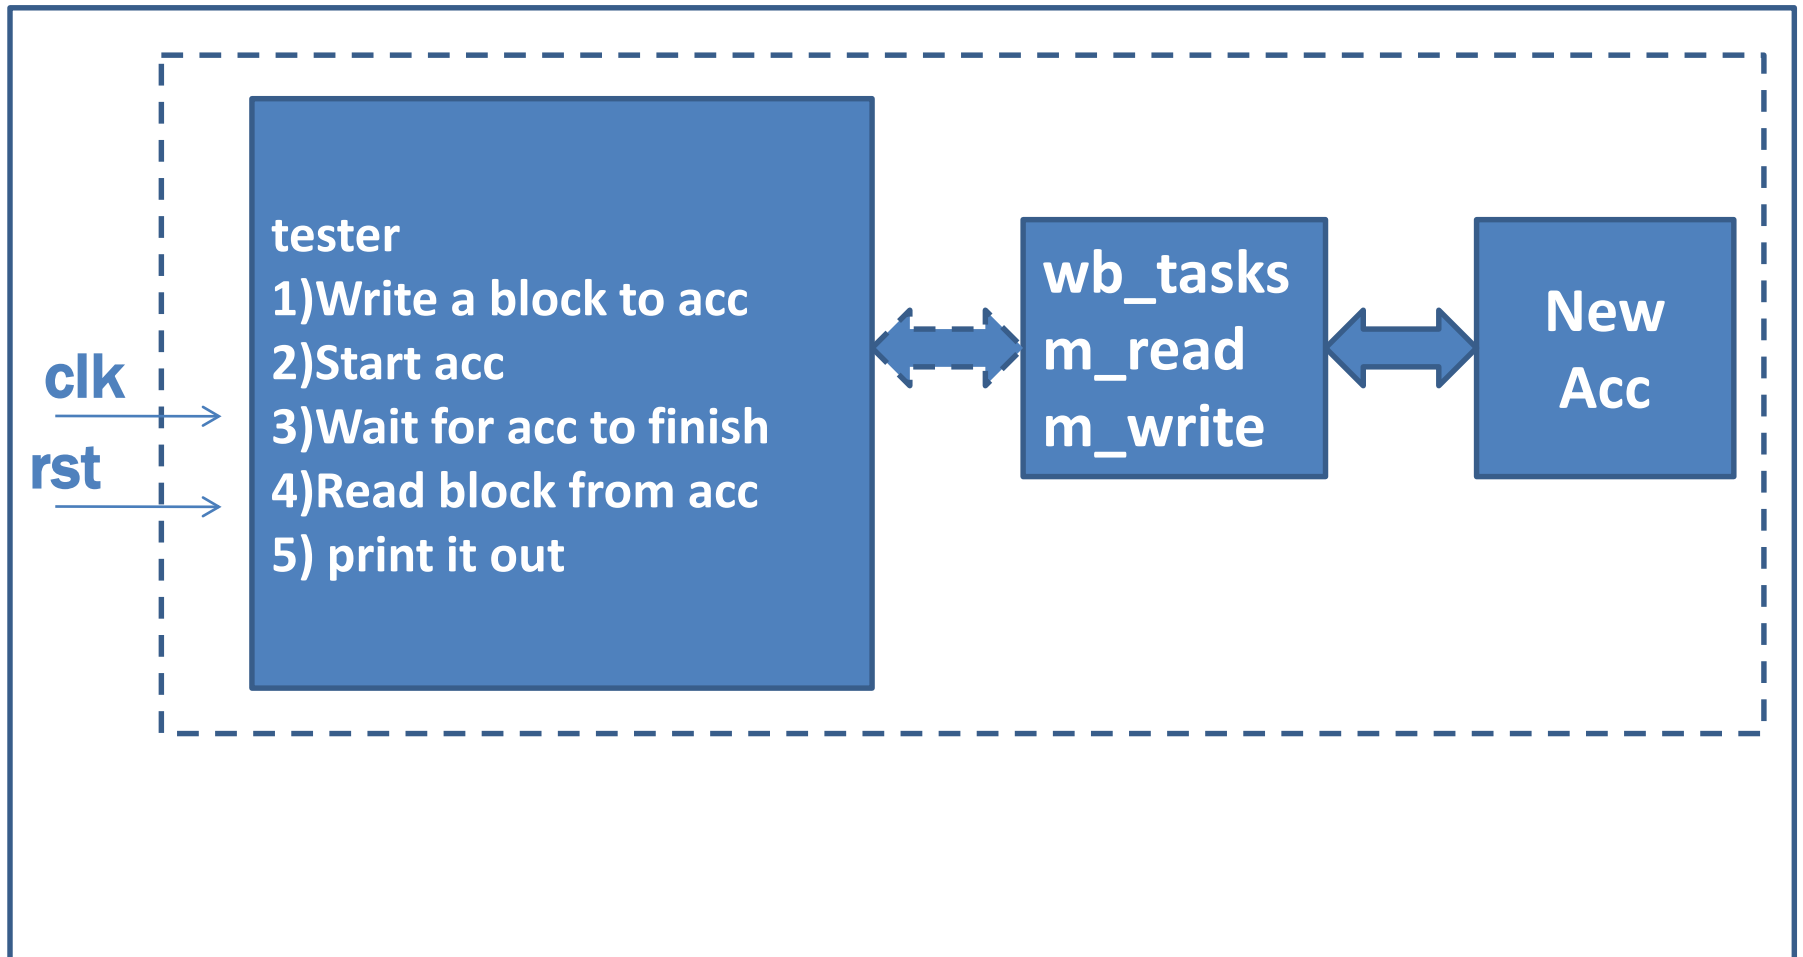 clk
rst
tester
1)Write a block to acc
2)Start acc
3)Wait for acc to finish
4)Read block from acc
5) print it out
wb_tasks
m_read
m_write
New
Acc